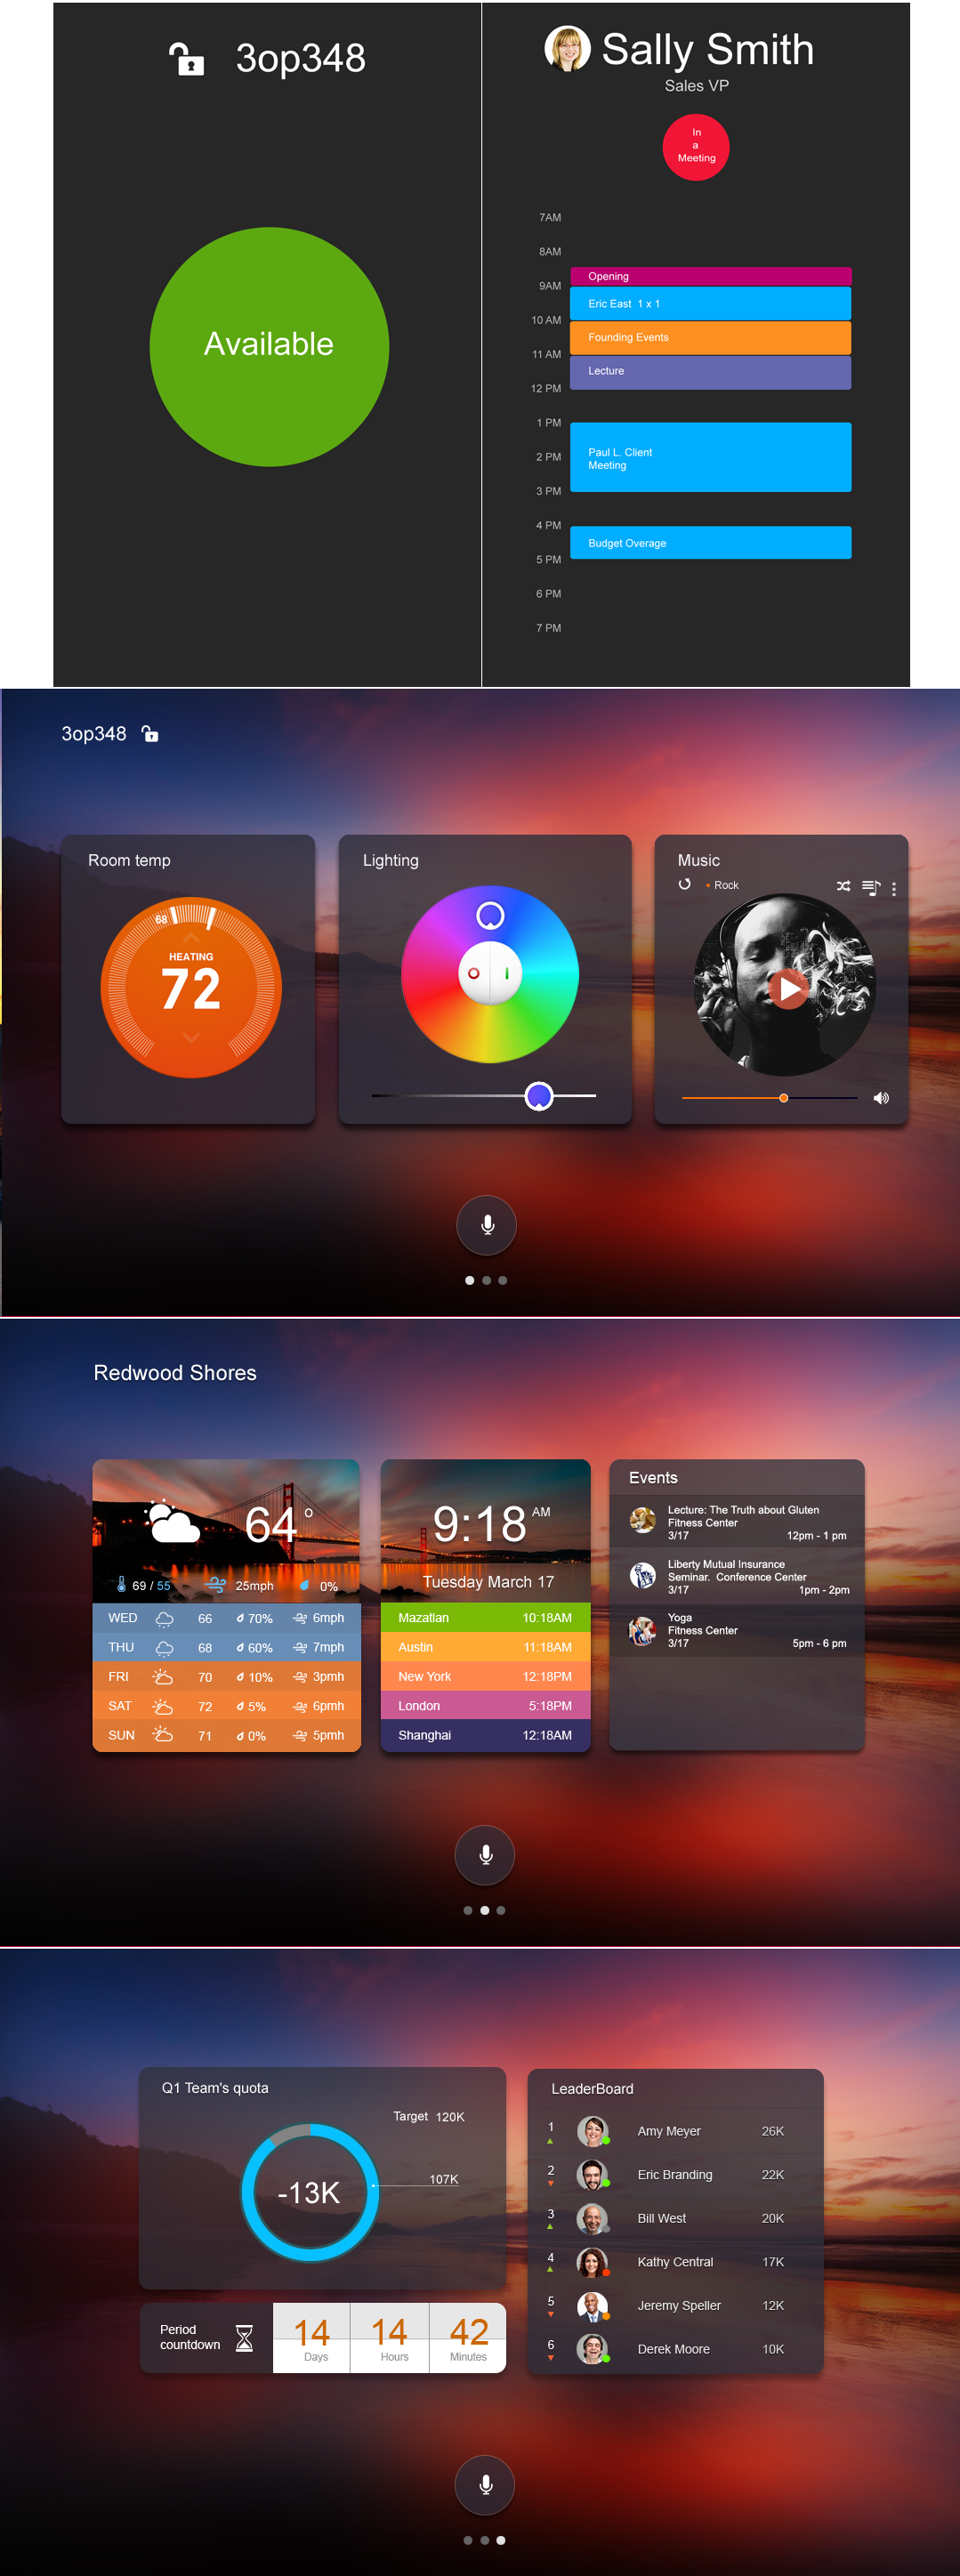 3op348
Available
Sally Smith
Sales VP
In
a
Meeting
7AM
8AM
Opening
9AM
Eric East 1 x 1
10 AM
Founding Events
11 AM
Lecture
12 PM
1 PM
2 PM
Paul L. Client
Meeting
3 PM
4 PM
Budget Overage
5 PM
6 PM
7 PM
3op348
Room temp
68
HEATING
72
Lighting
O I
Music
Rock
Redwood Shores
64°
69 / 55 25mph 0%
WED 66 70% 6mph
THU 68 60% 7mph
FRI 70 10% 3pmh
SAT 72 5% 6pmh
SUN 71 0% 5pmh
9:18 AM
Tuesday March 17
Mazatlan 10:18AM
Austin 11:18AM
New York 12:18PM
London 5:18PM
Shanghai 12:18AM
Events
Lecture: The Truth about Gluten
Fitness Center
3/17 12pm - 1 pm
Liberty Mutual Insurance
Seminar. Conference Center
3/17 1pm - 2pm
Yoga
Fitness Center
3/17 5pm - 6 pm
Q1 Team's quota
Target 120K
107K
-13K
Period
countdown
14 14 42
Days Hours Minutes
LeaderBoard
1 Amy Meyer 26K
2 Eric Branding 22K
3 Bill West 20K
4 Kathy Central 17K
5 Jeremy Speller 12K
6 Derek Moore 10K